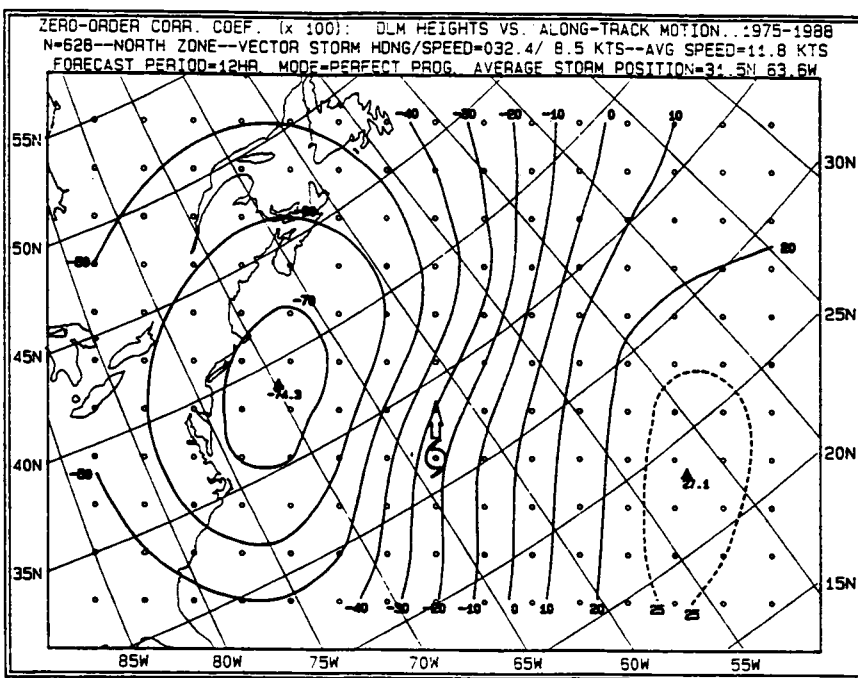 ZERO-ORDER CORR. COEF. (x 100): DLM HEIGHTS VS. ALONG-TRACK MOTION..1975-1988
N=628--NORTH ZONE--VECTOR STORM HDNG/SPEED=032.4/ 8.5 KTS--AVG SPEED=11.8 KTS
FORECAST PERIOD=12HR. MODE=PERFECT PROG. AVERAGE STORM POSITION=31.5N 63.6W
-40 -30 -20 -10 0 10
55N
30N
50N
20
-50
-60
25N
-70
45N
-74.3
20N
40N
-50
27.1
35N
15N
-40 -30 -20 -10 0 10 20 25 25
85W 80W 75W 70W 65W 60W 55W